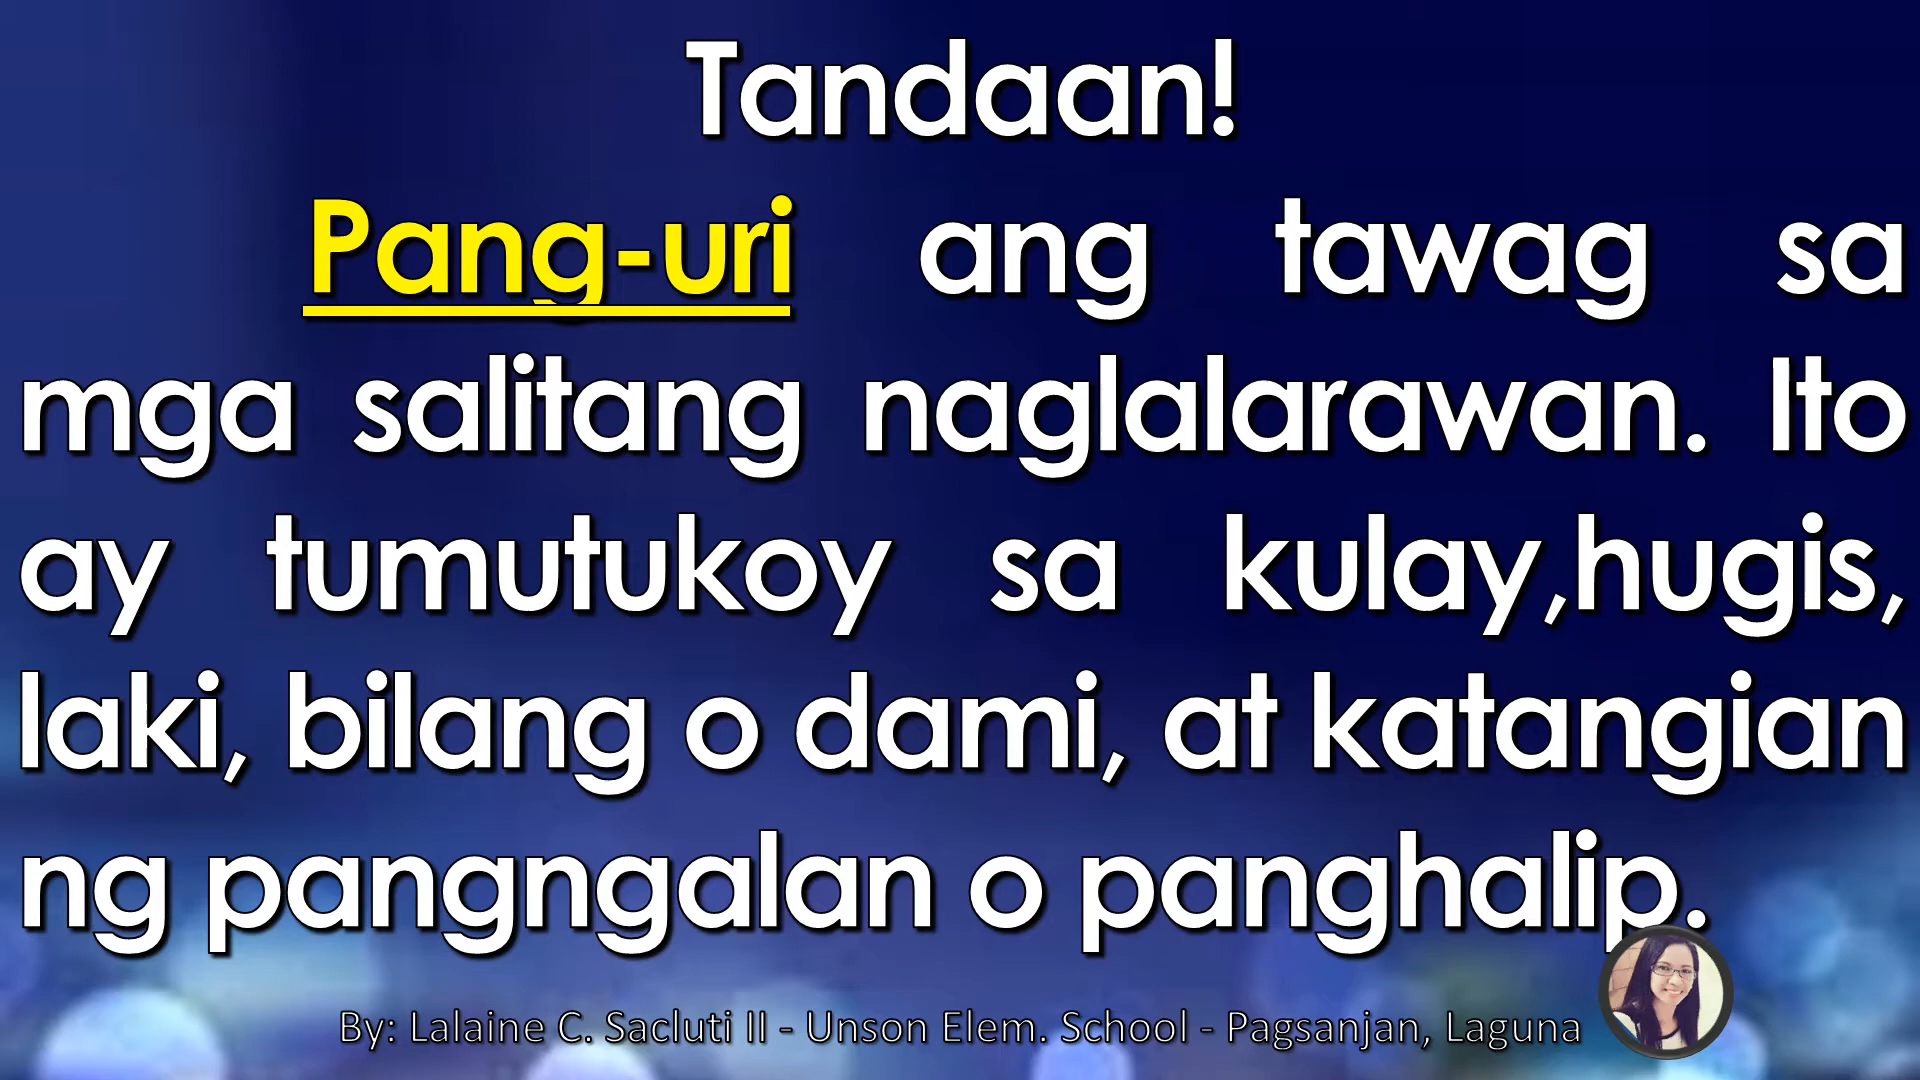 Tandaan!
Pang-uri ang tawag sa
mga salitang naglalarawan. Ito
ay tumutukoy sa kulay,hugis,
laki, bilang o dami, at katangian
ng pangngalan o panghalip.
By: Lalaine C. Sacluti II - Unson Elem. School - Pagsanjan, Laguna